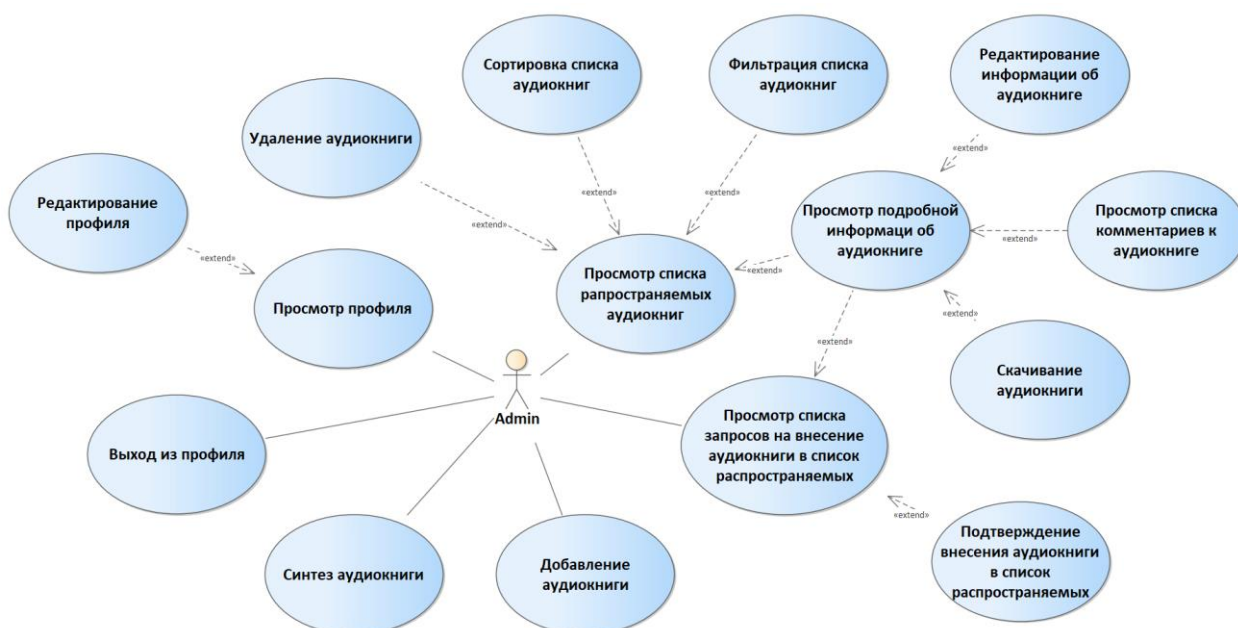 Сортировка списка
аудиокниг
Фильтрация списка
аудиокниг
Редактирование
информации об
аудиокниге
Удаление аудиокниги
«extend»
Редактирование
профиля
«extend»
«extend»
Просмотр подробной
информаци об
аудиокниге
Просмотр списка
комментариев к
аудиокниге
«extend»
«extend»
«extend»
«extend»
Просмотр списка
рапространяемых
аудиокниг
«extend»
Просмотр профиля
«extend»
«extend»
Скачивание
аудиокниги
Admin
Просмотр списка
запросов на внесение
аудиокниги в список
распространяемых
Выход из профиля
«extend»
Подтверждение
внесения аудиокниги
в список
распространяемых
Синтез аудиокниги
Добавление
аудиокниги